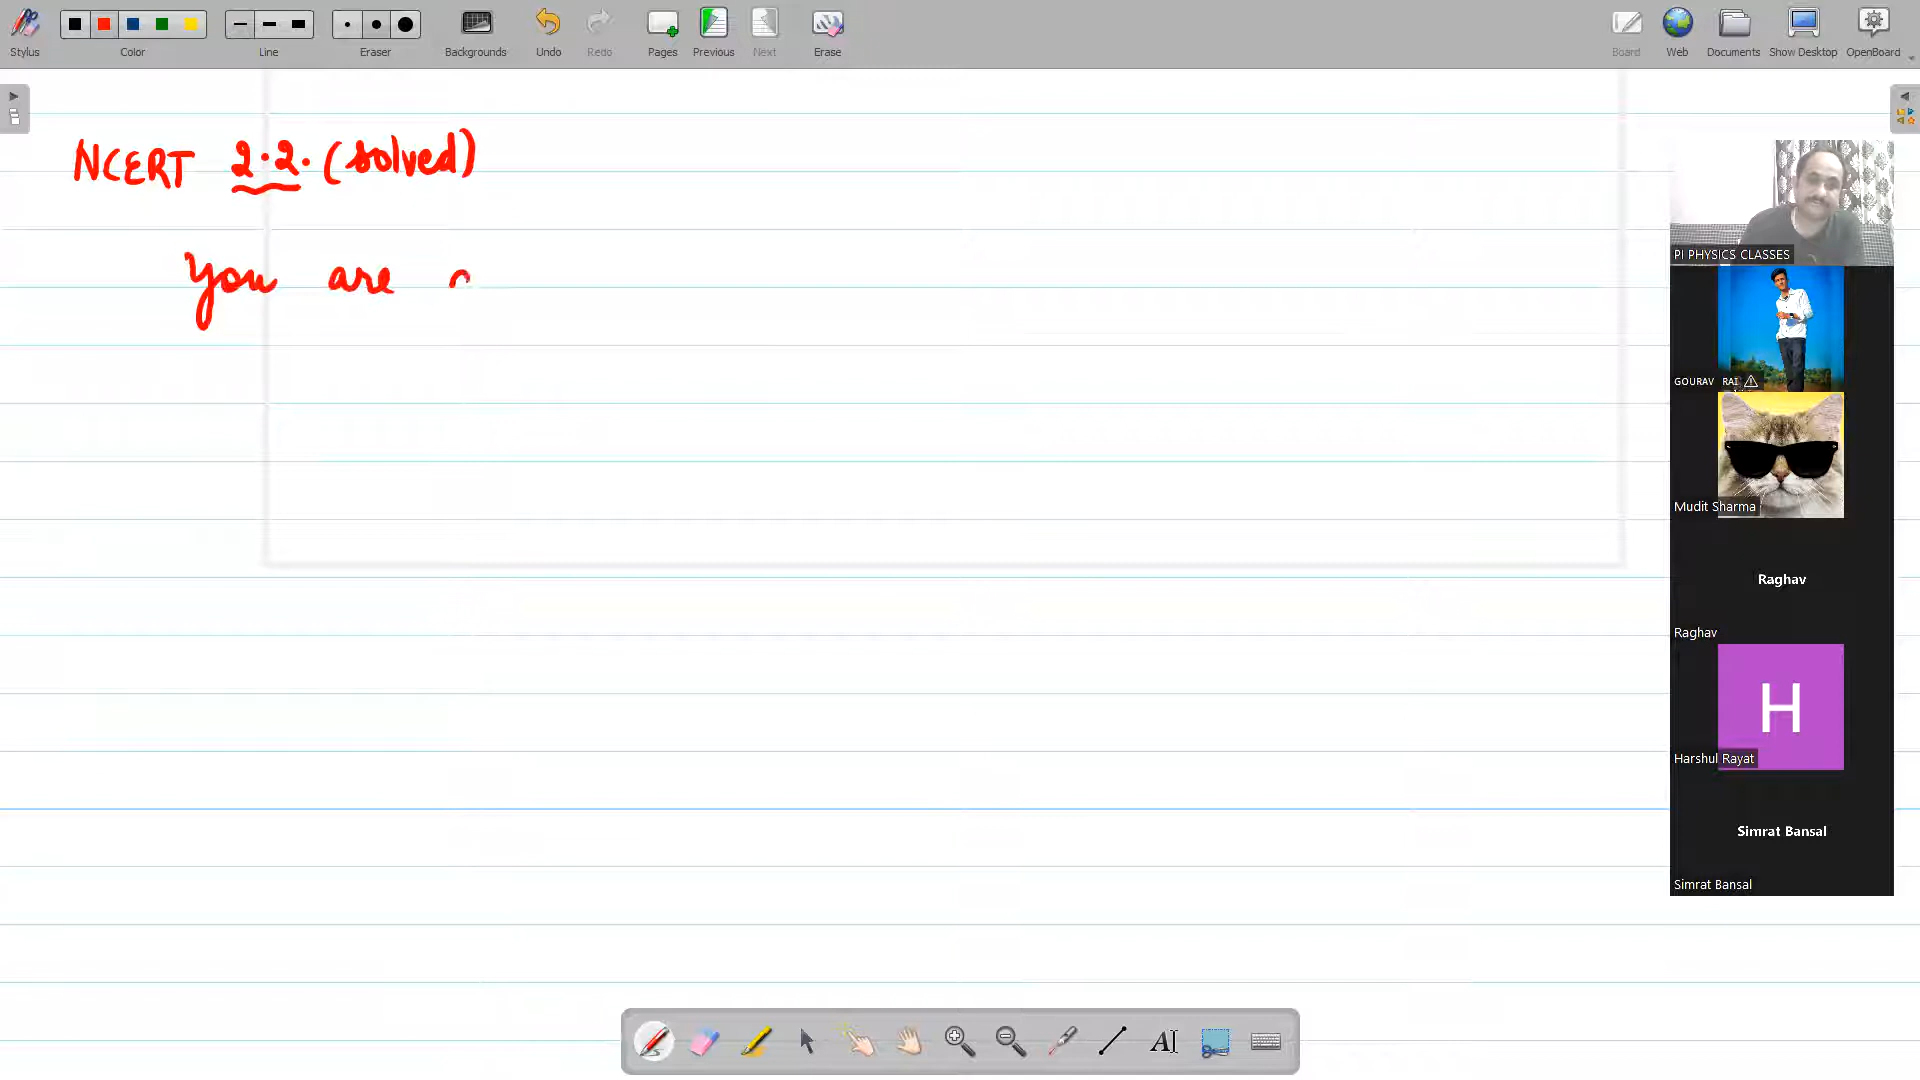 Stylus Color Line Eraser Backgrounds Undo Redo Pages Previous Next Erase Board Web Documents Show Desktop OpenBoard
NCERT 2.2. (solved)
You are
PI PHYSICS CLASSES
GOURAV RAI
Mudit Sharma
Raghav
Raghav
H
Harshul Rayat
Simrat Bansal
Simrat Bansal
AI